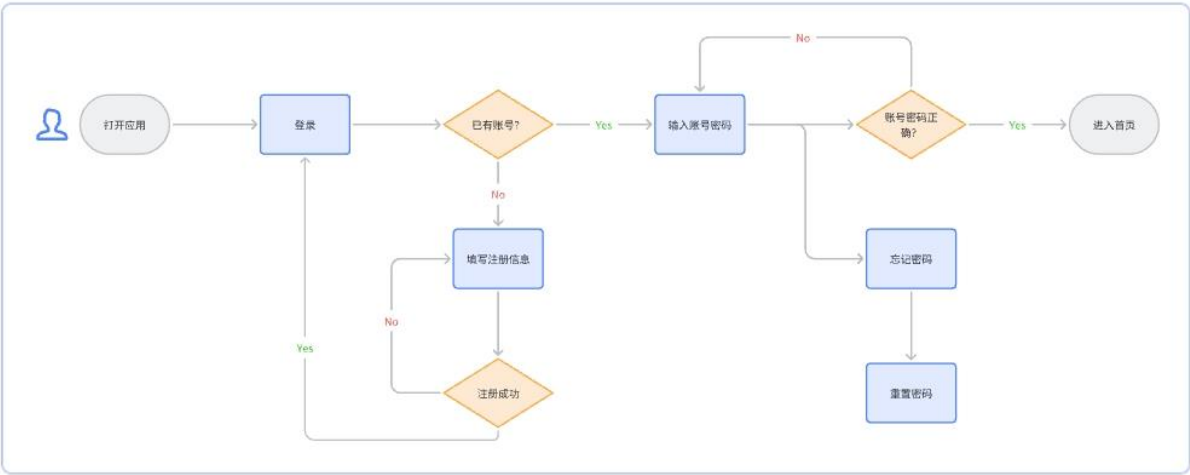 No
打开应用
登录
已有账号?
Yes
输入账号密码
账号密码正
确?
Yes
进入首页
No
填写注册信息
忘记密码
No
Yes
注册成功
重置密码